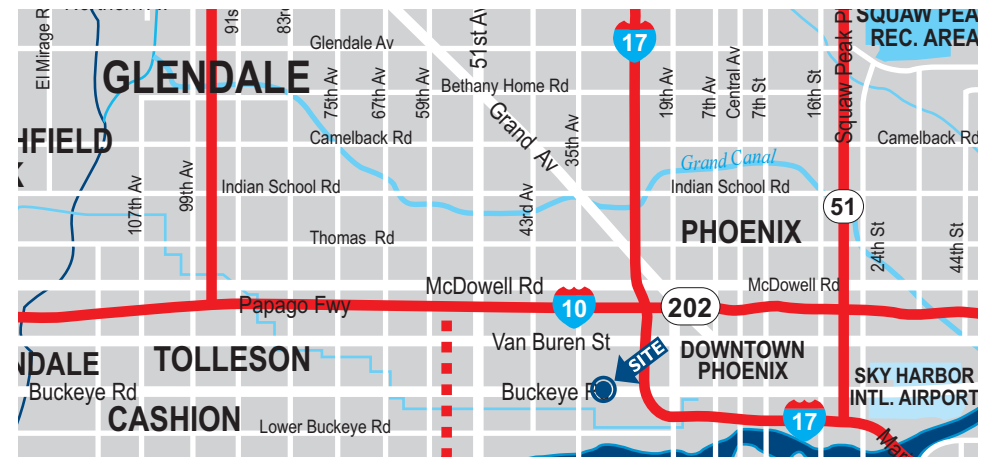 El Mirage R
91s
83r
51st Av
17
SQUAW PEA
REC. AREA
Glendale Av
GLENDALE
75th Av
67th Av
59th Av
Bethany Home Rd
Grand Av
35th Av
19th Av
7th Av
Central Av
7th St
16th St
Squaw Peak P
HFIELD
K
Camelback Rd
Camelback Rd
Grand Canal
107th Av
99th Av
Indian School Rd
43rd Av
Indian School Rd
51
24th St
44th St
PHOENIX
Thomas Rd
McDowell Rd
McDowell Rd
Papago Fwy
10
202
Van Buren St
SITE
DOWNTOWN
PHOENIX
NDALE
TOLLESON
Buckeye Rd
Buckeye R
SKY HARBOR
INTL. AIRPORT
CASHION
Lower Buckeye Rd
17
Mar